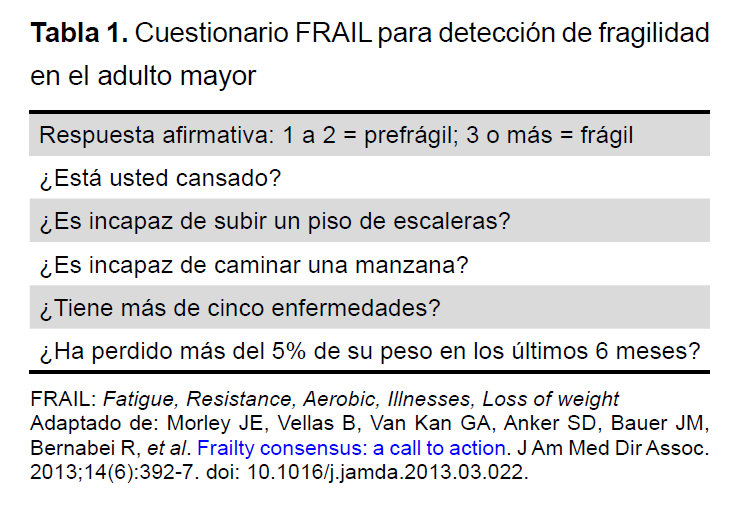 Tabla 1. Cuestionario FRAIL para detección de fragilidad
en el adulto mayor
Respuesta afirmativa: 1 a 2 = prefrágil; 3 o más = frágil
¿Está usted cansado?
¿Es incapaz de subir un piso de escaleras?
¿Es incapaz de caminar una manzana?
¿Tiene más de cinco enfermedades?
¿Ha perdido más del 5% de su peso en los últimos 6 meses?
FRAIL: Fatigue, Resistance, Aerobic, Illnesses, Loss of weight
Adaptado de: Morley JE, Vellas B, Van Kan GA, Anker SD, Bauer JM,
Bernabei R, et al. Frailty consensus: a call to action. J Am Med Dir Assoc.
2013;14(6):392-7. doi: 10.1016/j.jamda.2013.03.022.